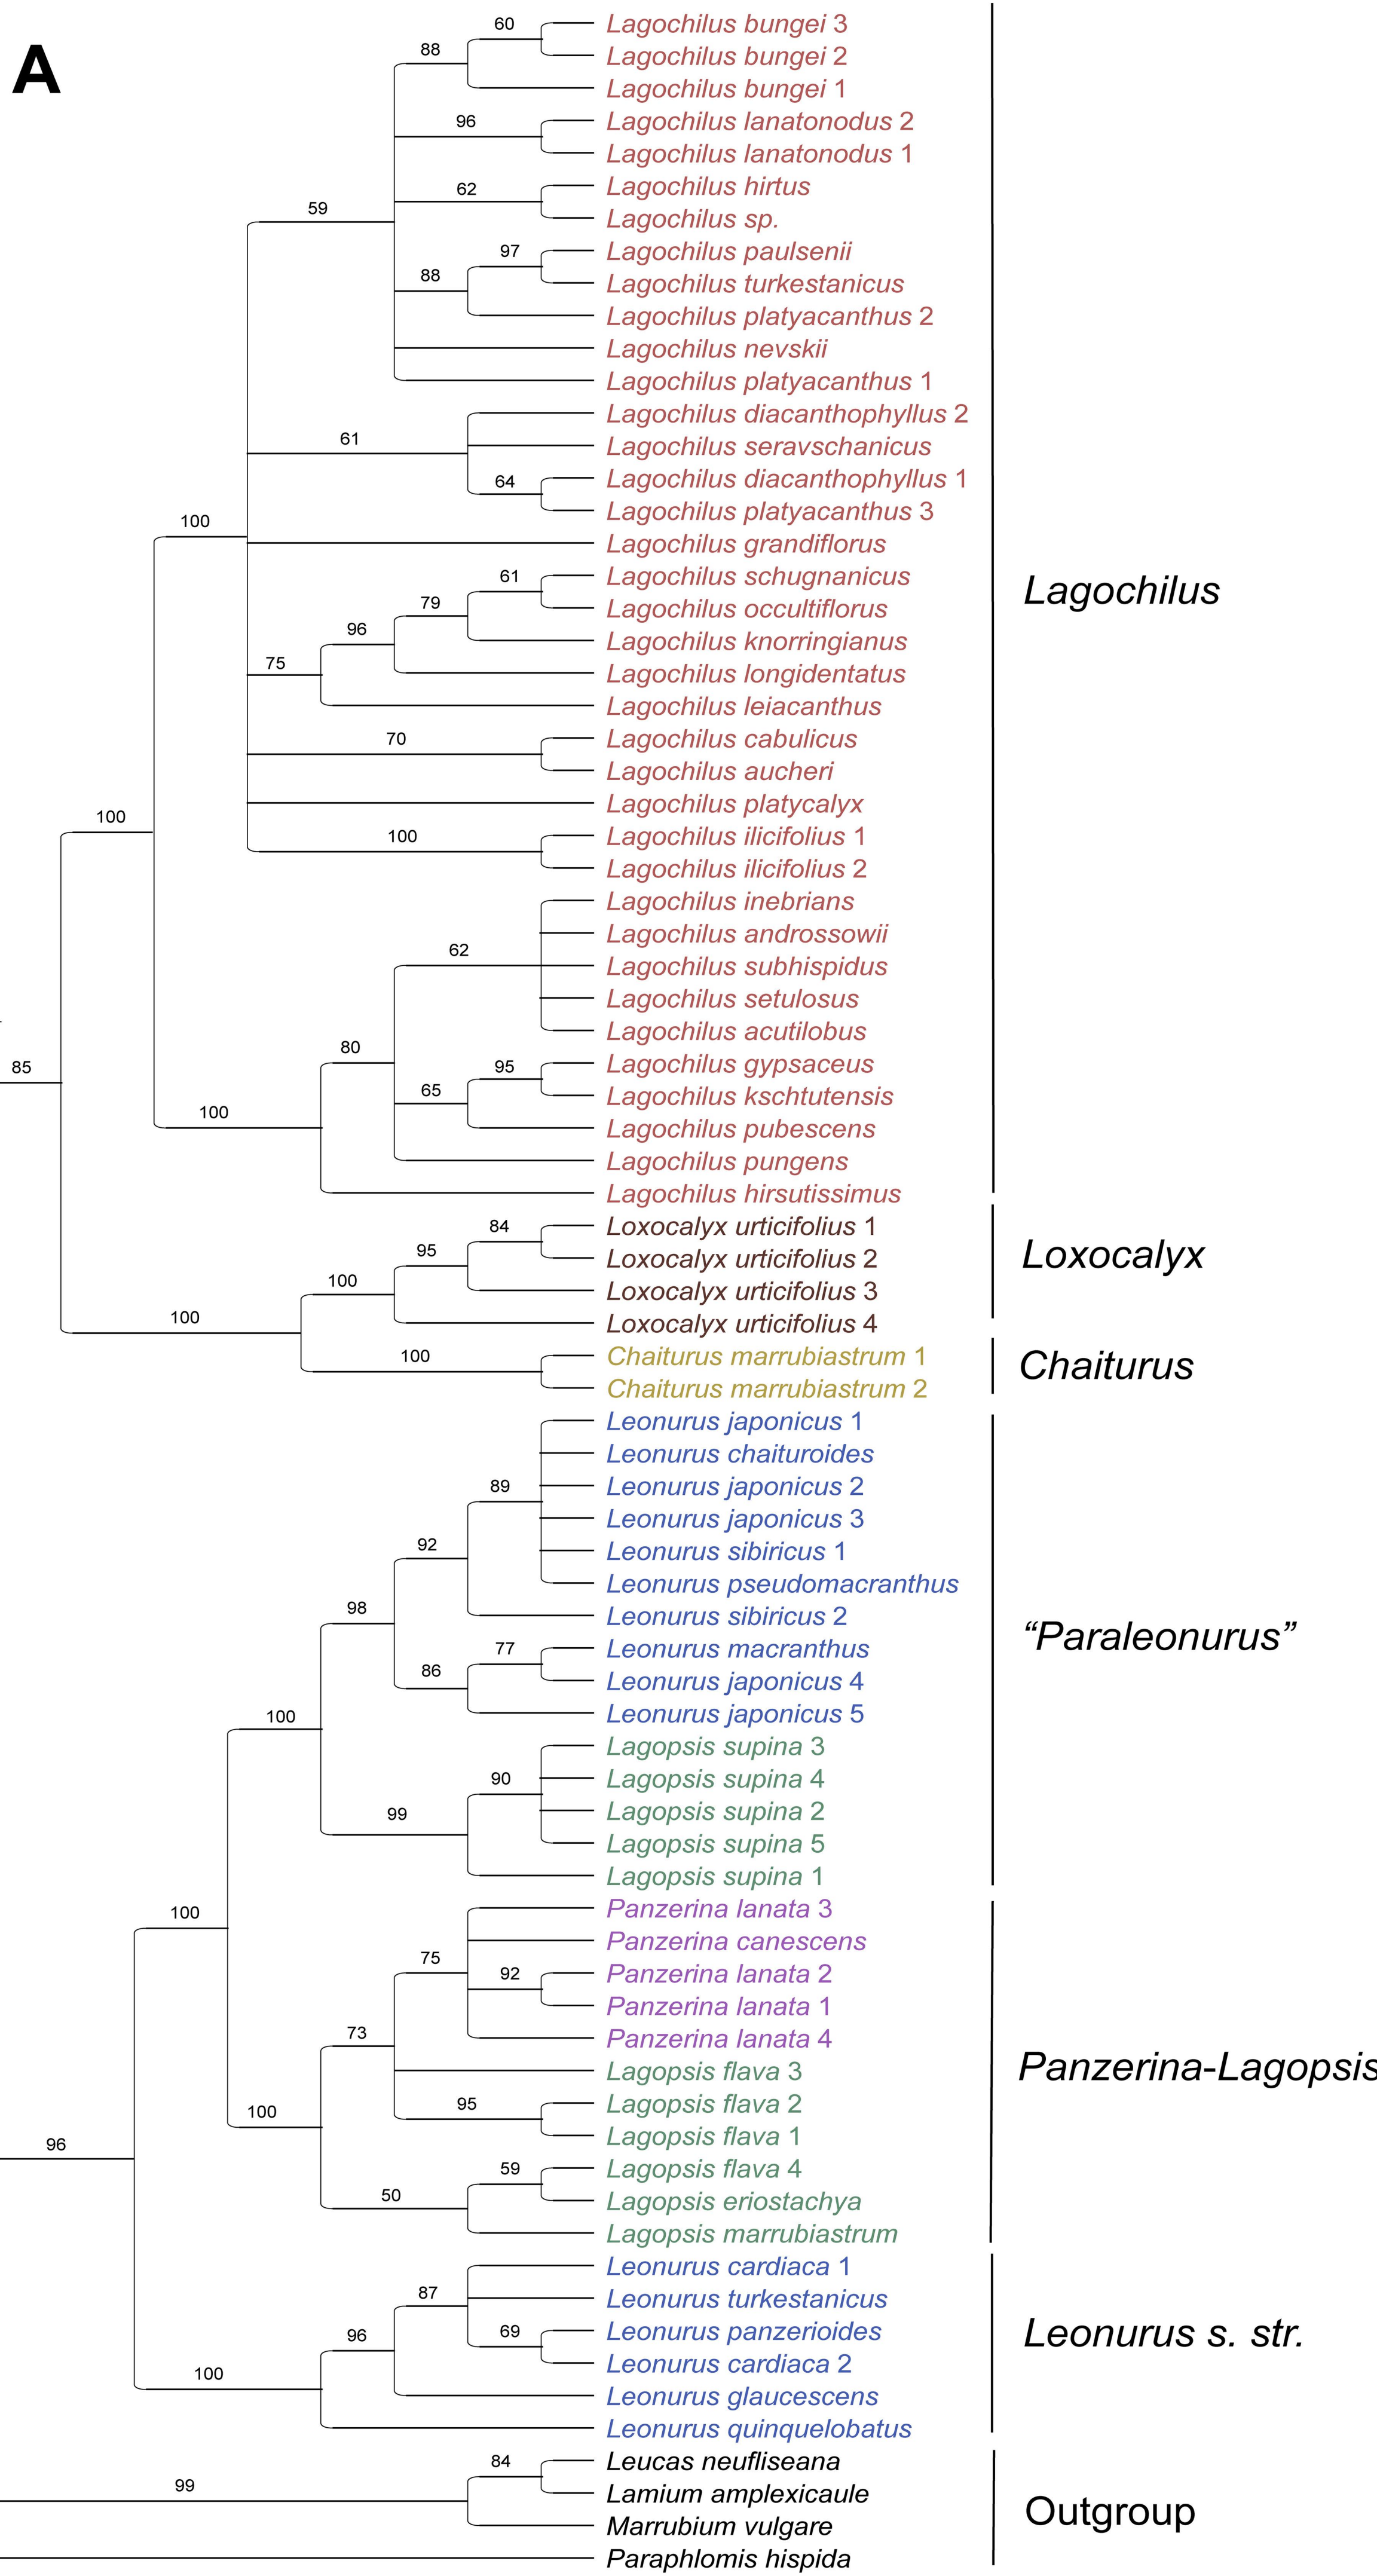 A
60
Lagochilus bungei 3
88
Lagochilus bungei 2
Lagochilus bungei 1
96
Lagochilus lanatonodus 2
Lagochilus lanatonodus 1
62
Lagochilus hirtus
59
Lagochilus sp.
97
Lagochilus paulsenii
88
Lagochilus turkestanicus
Lagochilus platyacanthus 2
Lagochilus nevskii
Lagochilus platyacanthus 1
Lagochilus diacanthophyllus 2
61
Lagochilus seravschanicus
64
Lagochilus diacanthophyllus 1
Lagochilus platyacanthus 3
100
Lagochilus grandiflorus
61
Lagochilus schugnanicus
Lagochilus
79
Lagochilus occultiflorus
96
Lagochilus knorringianus
75
Lagochilus longidentatus
Lagochilus leiacanthus
70
Lagochilus cabulicus
Lagochilus aucheri
Lagochilus platycalyx
100
100
Lagochilus ilicifolius 1
Lagochilus ilicifolius 2
Lagochilus inebrians
Lagochilus androssowii
62
Lagochilus subhispidus
Lagochilus setulosus
Lagochilus acutilobus
80
85
95
Lagochilus gypsaceus
65
Lagochilus kschtutensis
100
Lagochilus pubescens
Lagochilus pungens
Lagochilus hirsutissimus
84
Loxocalyx urticifolius 1
95
Loxocalyx urticifolius 2
Loxocalyx
100
Loxocalyx urticifolius 3
100
Loxocalyx urticifolius 4
100
Chaiturus marrubiastrum 1
Chaiturus
Chaiturus marrubiastrum 2
Leonurus japonicus 1
Leonurus chaituroides
89
Leonurus japonicus 2
Leonurus japonicus 3
92
Leonurus sibiricus 1
Leonurus pseudomacranthus
98
Leonurus sibiricus 2
77
Leonurus macranthus
“Paraleonurus”
86
Leonurus japonicus 4
100
Leonurus japonicus 5
Lagopsis supina 3
90
Lagopsis supina 4
99
Lagopsis supina 2
Lagopsis supina 5
Lagopsis supina 1
100
Panzerina lanata 3
Panzerina canescens
75
92
Panzerina lanata 2
Panzerina lanata 1
73
Panzerina lanata 4
Lagopsis flava 3
Panzerina-Lagopsis
100
95
Lagopsis flava 2
Lagopsis flava 1
96
59
Lagopsis flava 4
50
Lagopsis eriostachya
Lagopsis marrubiastrum
Leonurus cardiaca 1
87
Leonurus turkestanicus
96
69
Leonurus panzerioides
Leonurus s. str.
Leonurus cardiaca 2
100
Leonurus glaucescens
Leonurus quinquelobatus
84
Leucas neufliseana
99
Lamium amplexicaule
Outgroup
Marrubium vulgare
Paraphlomis hispida